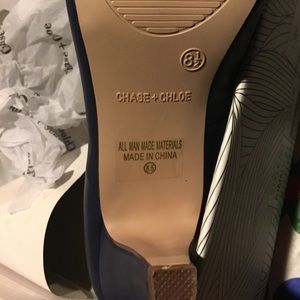 8½
CHASE + CHLOE
ALL MAN MADE MATERIALS
MADE IN CHINA
8.5